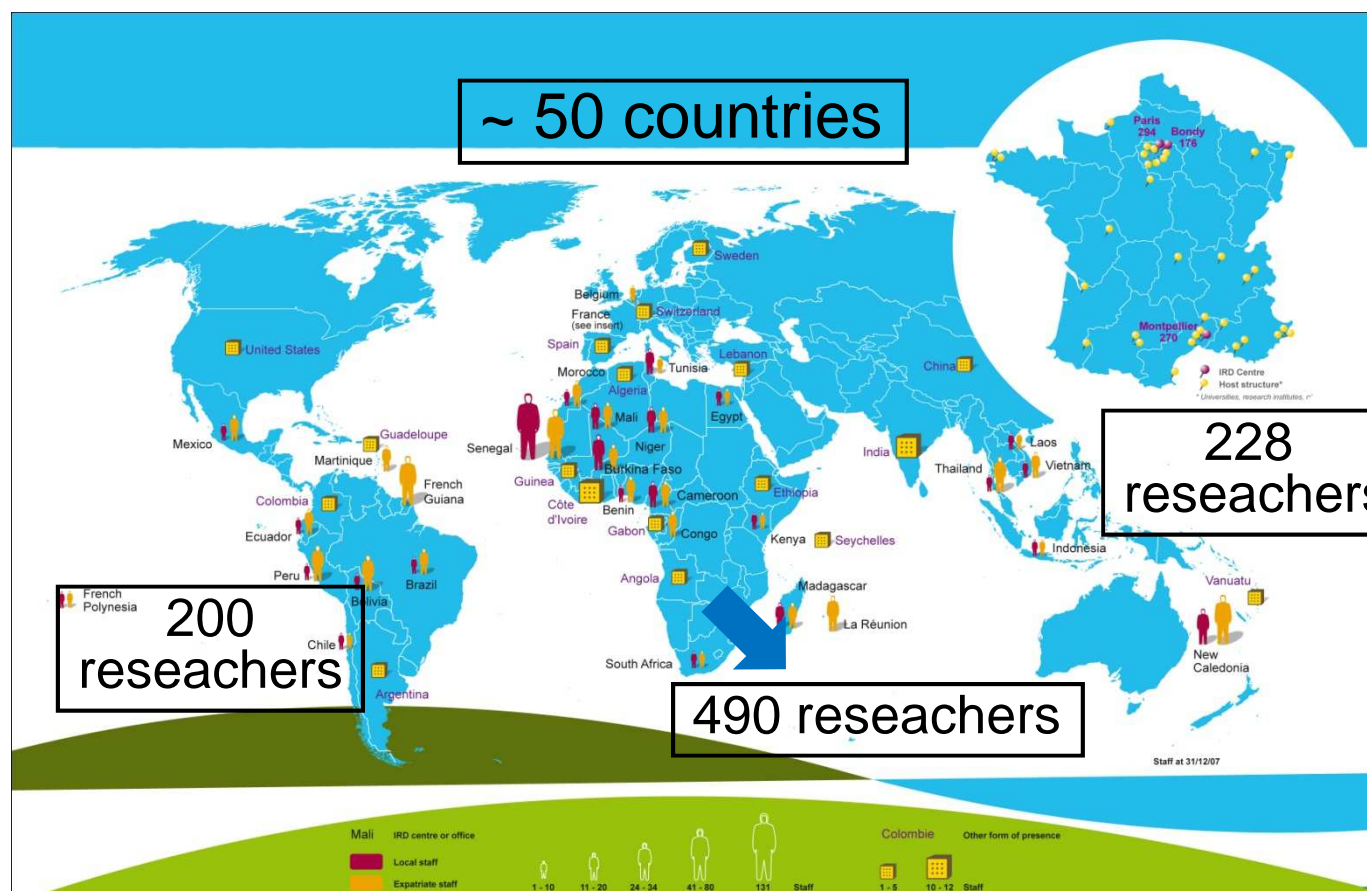 ~ 50 countries
Paris
294
Bondy
176
Montpellier
270
IRD Centre
Host structure*
* Universities, research institutes,
Sweden
Belgium
France
(see insert)
Switzerland
Spain
United States
Lebanon
China
Tunisia
Morocco
Algeria
Egypt
Mali
Mexico
Guadeloupe
Martinique
Senegal
Niger
Burkina Faso
French
Guiana
Guinea
India
Thailand
Laos
Vietnam
228
reseachers
Colombia
Côte
d'Ivoire
Benin
Cameroon
Ethiopia
Ecuador
Gabon
Congo
Kenya
Seychelles
Indonesia
Peru
Bolivia
Brazil
Angola
Madagascar
Vanuatu
French
Polynesia
200
reseachers
La Réunion
Chile
South Africa
New
Caledonia
Argentina
490 reseachers
Staff at 31/12/07
Mali IRD centre or office
Colombie Other form of presence
Local staff
Expatriate staff
1 - 10 11 - 20 24 - 34 41 - 80 131 Staff
1 - 5 10 - 12 Staff